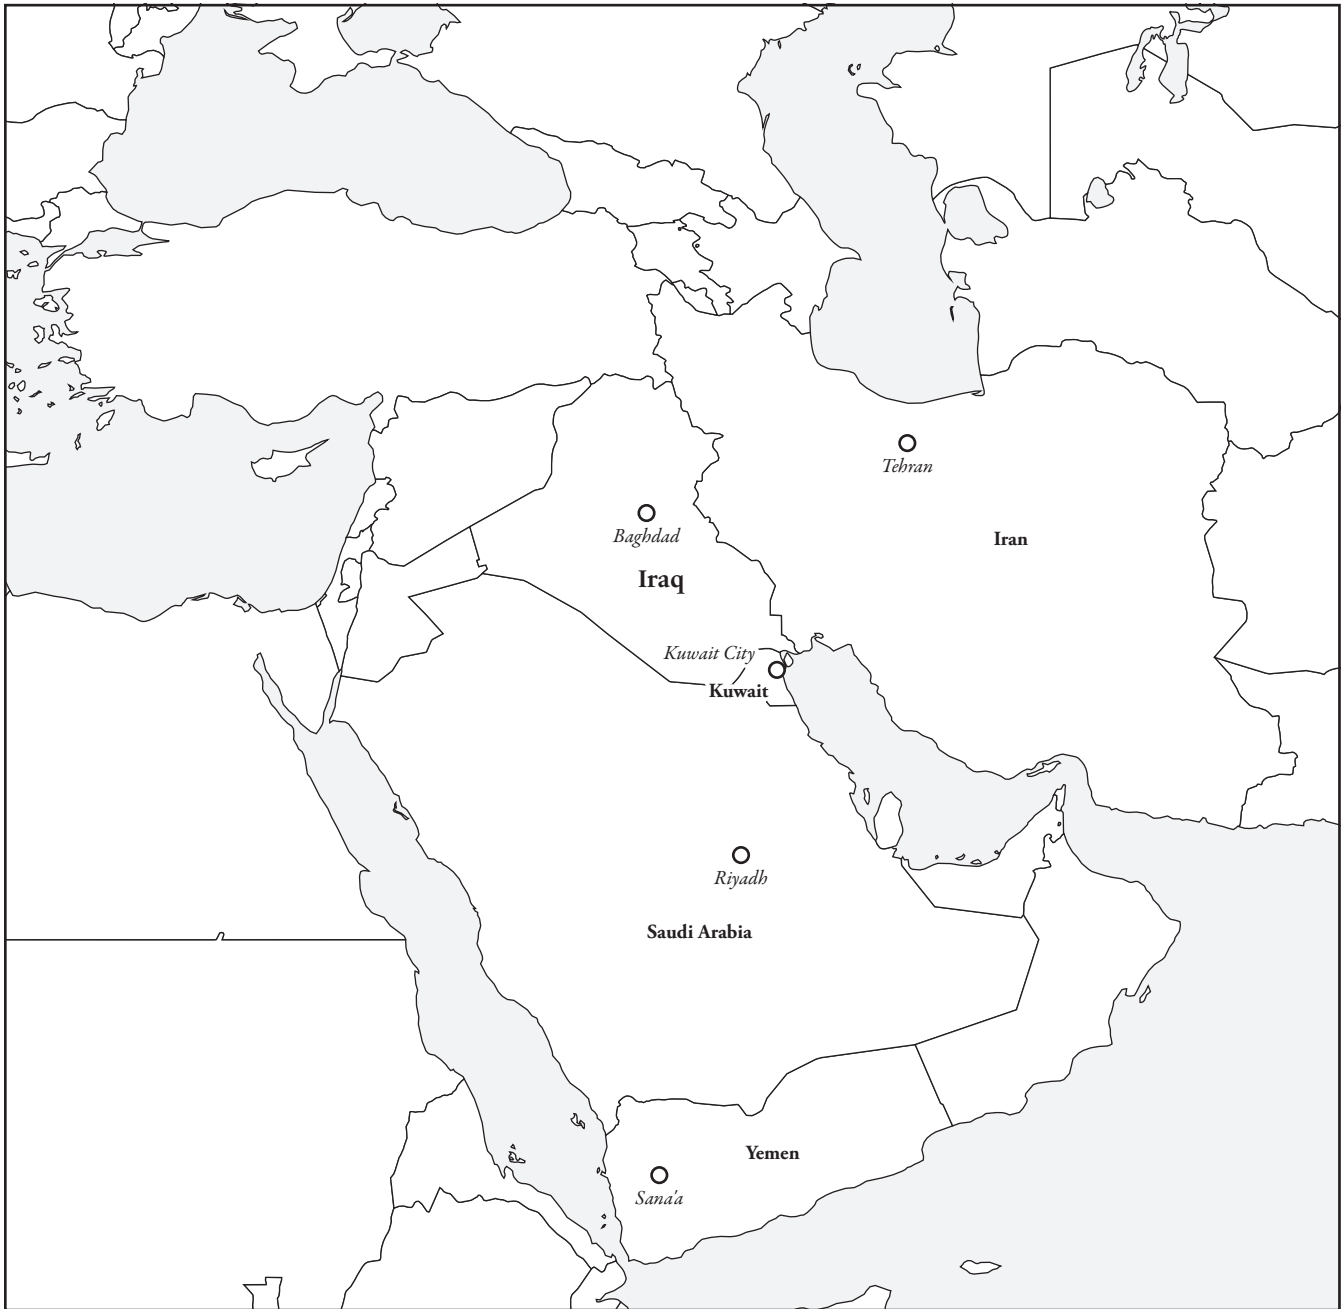 Tehran
Baghdad
Iran
Iraq
Kuwait City
Kuwait
Riyadh
Saudi Arabia
Yemen
Sana'a